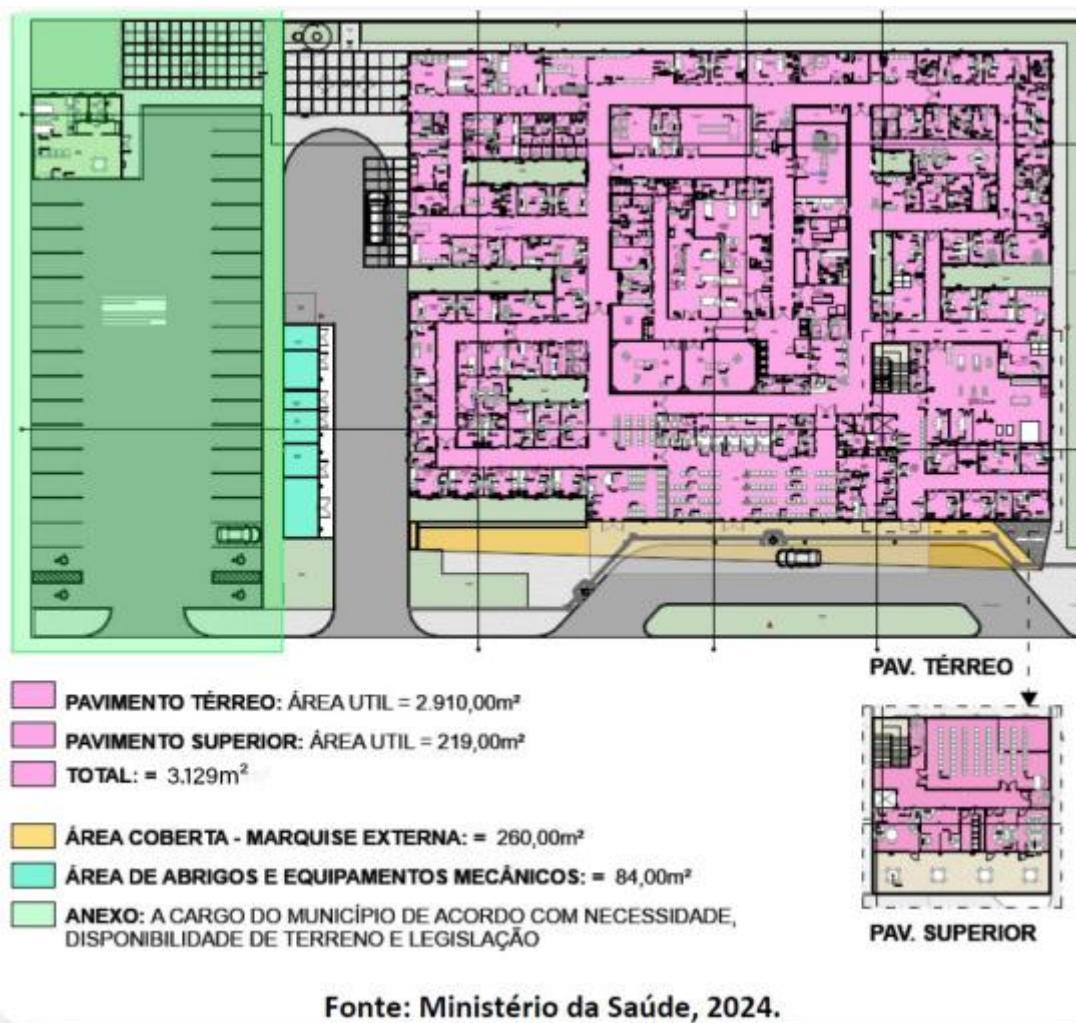 PAV. TÉRREO
PAVIMENTO TÉRREO: ÁREA UTIL = 2.910,00m²
PAVIMENTO SUPERIOR: ÁREA UTIL = 219,00m²
TOTAL: = 3.129m²
ÁREA COBERTA - MARQUISE EXTERNA: = 260,00m²
ÁREA DE ABRIGOS E EQUIPAMENTOS MECÂNICOS: = 84,00m²
ANEXO: A CARGO DO MUNICÍPIO DE ACORDO COM NECESSIDADE,
DISPONIBILIDADE DE TERRENO E LEGISLAÇÃO
PAV. SUPERIOR
Fonte: Ministério da Saúde, 2024.